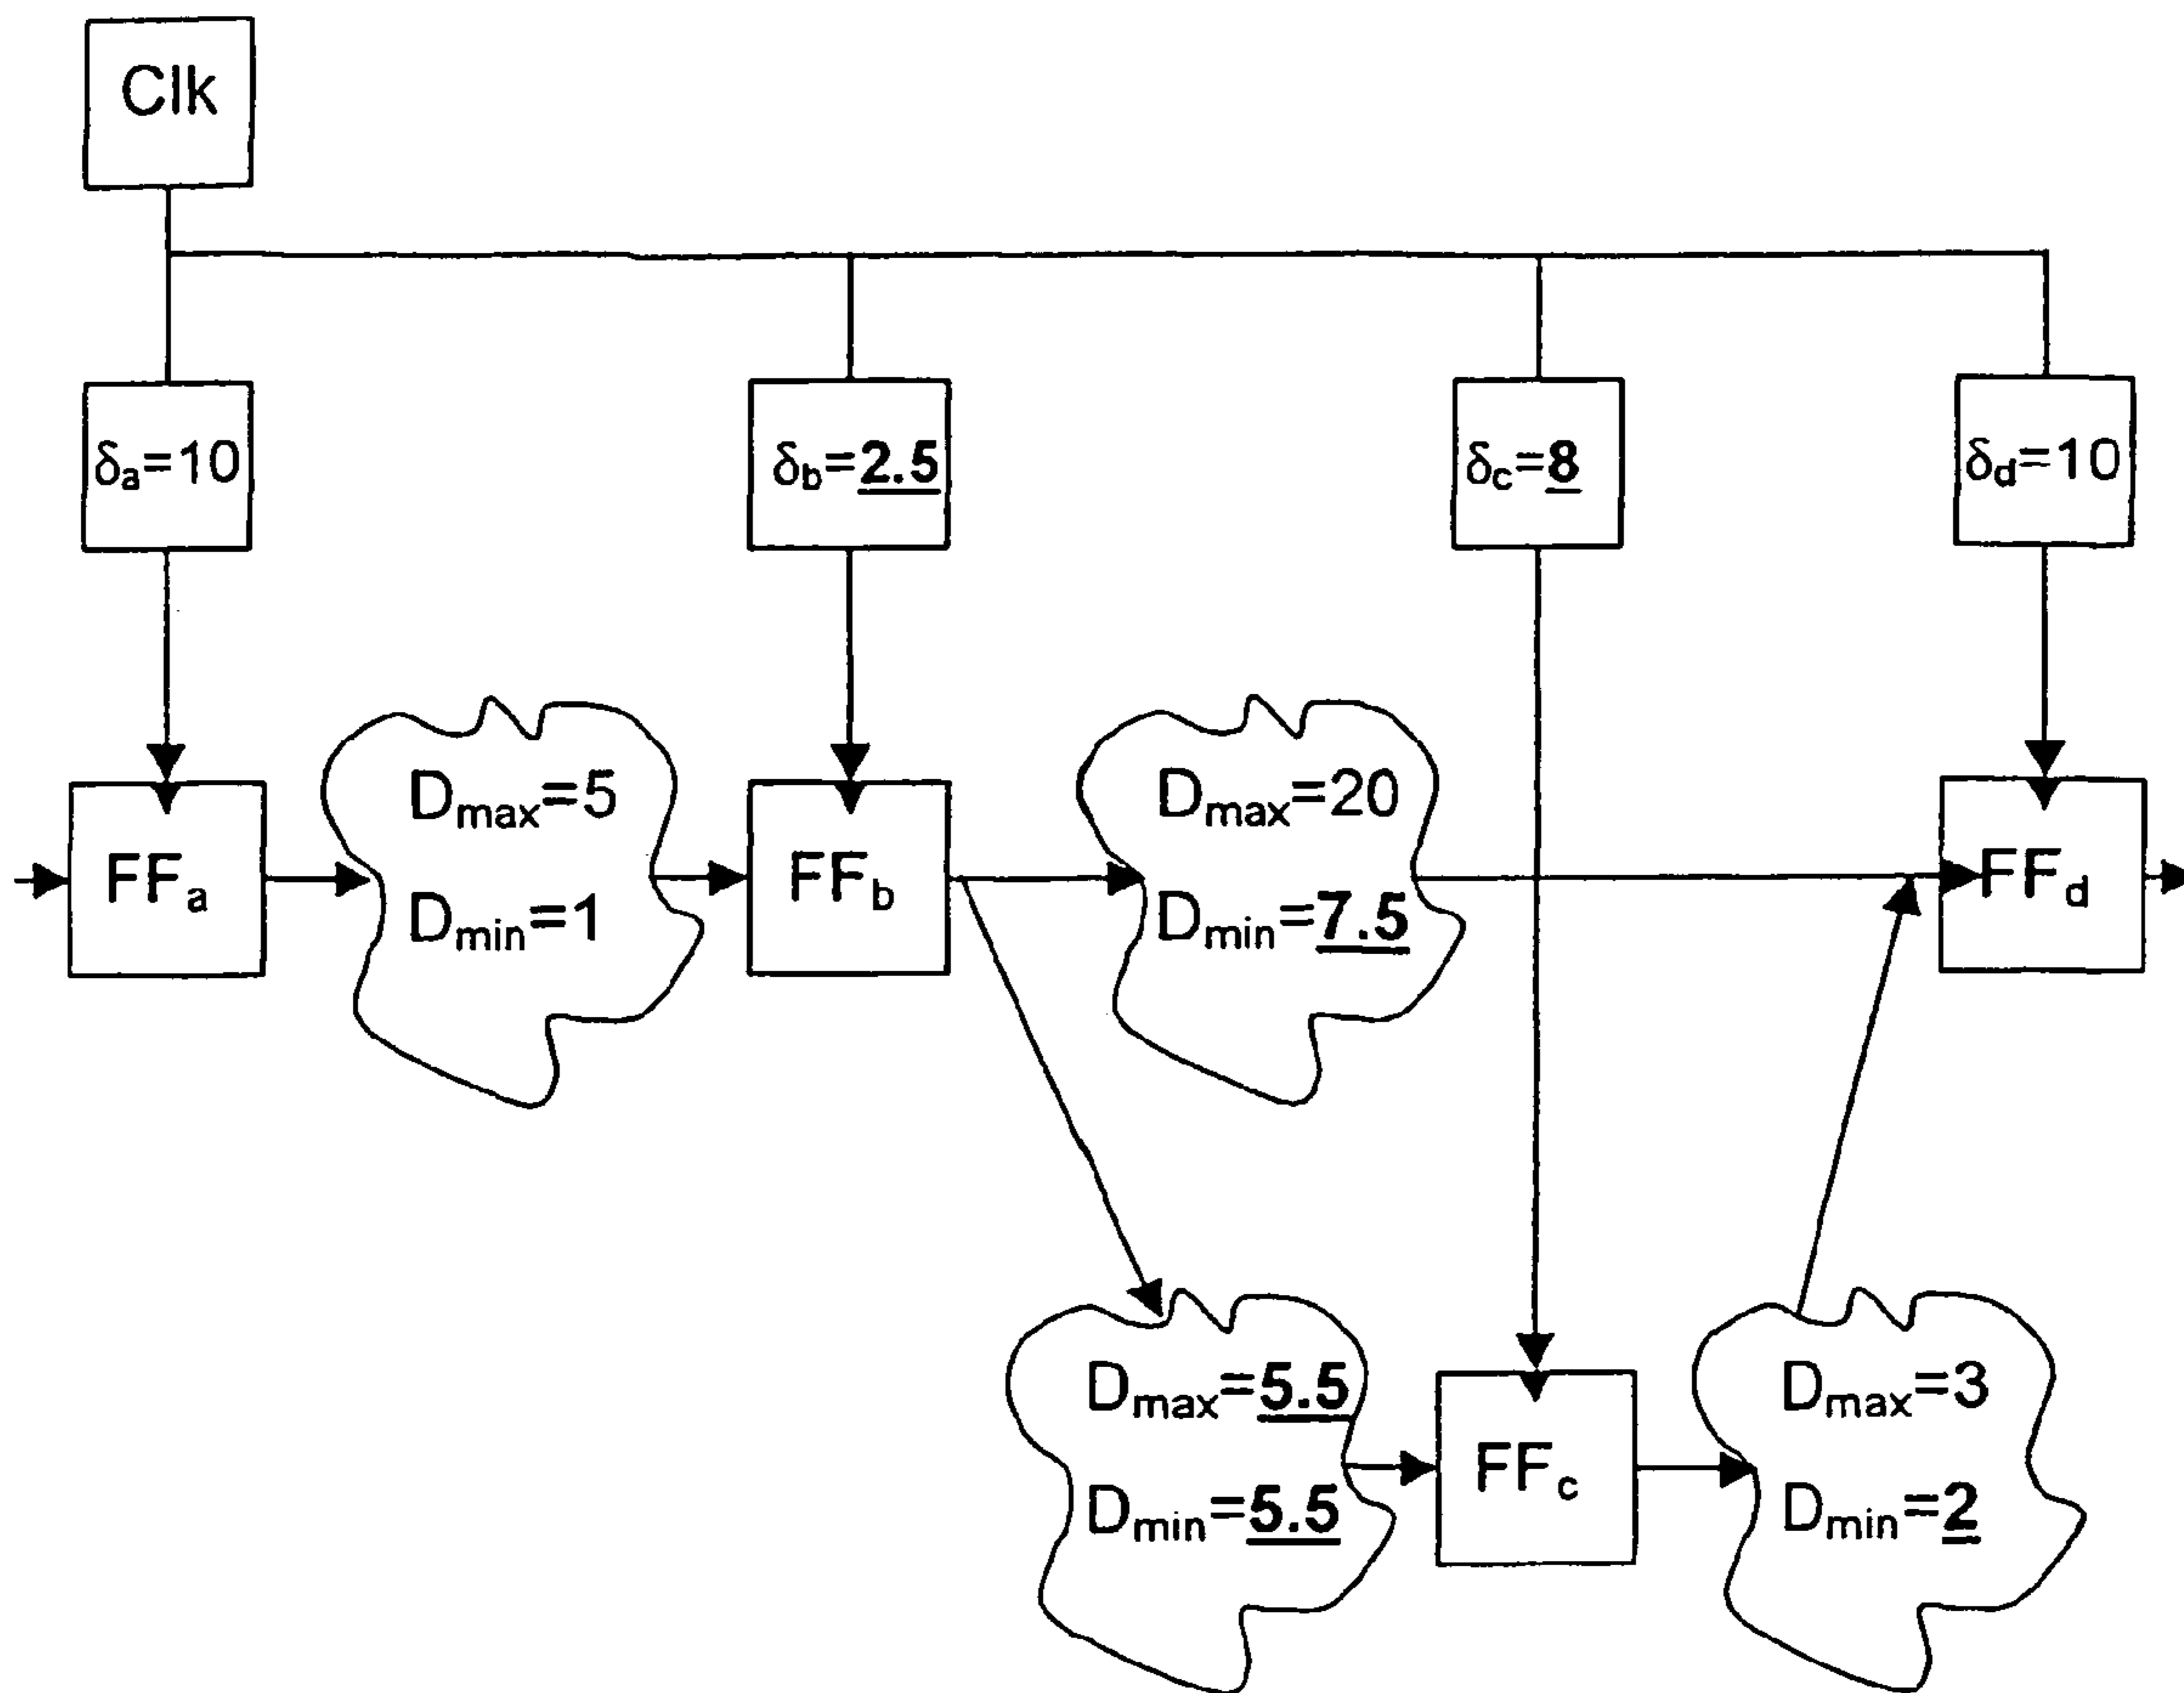 Clk
δa=10
δb=2.5
δc=8
δd=10
Dmax=5
Dmin=1
Dmax=20
Dmin=7.5
FFa
FFb
FFd
Dmax=5.5
Dmin=5.5
FFc
Dmax=3
Dmin=2